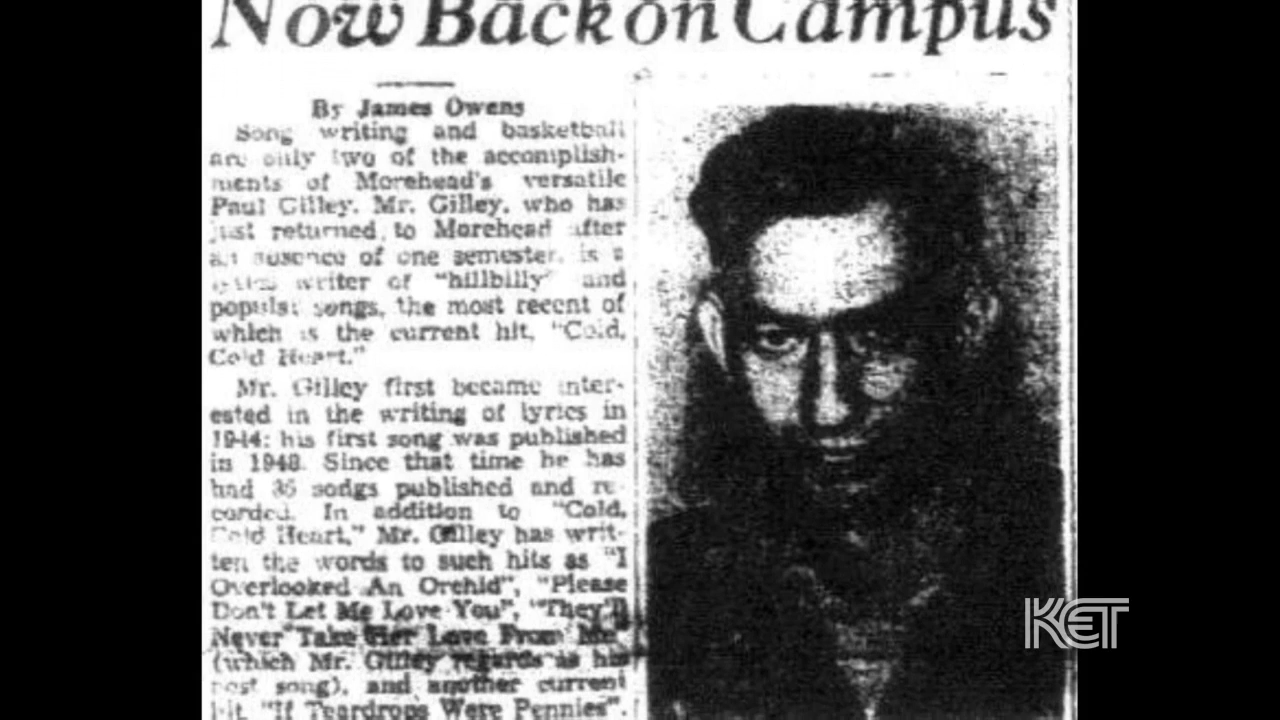 Now Back on Campus
By James Owens
Song writing and basketball
are only two of the accomplish-
ments of Morehead's versatile
Paul Gilley. Mr. Gilley, who has
just returned to Morehead after
an absence of one semester, is a
writer of "hillbilly" and
popular songs, the most recent of
which is the current hit, "Cold,
Cold Heart."
Mr. Gilley first became inter-
ested in the writing of lyrics in
1944; his first song was published
in 1948. Since that time he has
had 35 sodgs published and re-
corded. In addition to "Cold,
Cold Heart," Mr. Gilley has writ-
ten the words to such hits as "I
Overlooked An Orchid", "Please
Don't Let Me Love You", "They'll
Never Take Her Love From Me"
(which Mr. Gilley regards as his
best song), and another current
hit, "If Teardrops Were Pennies".
KET